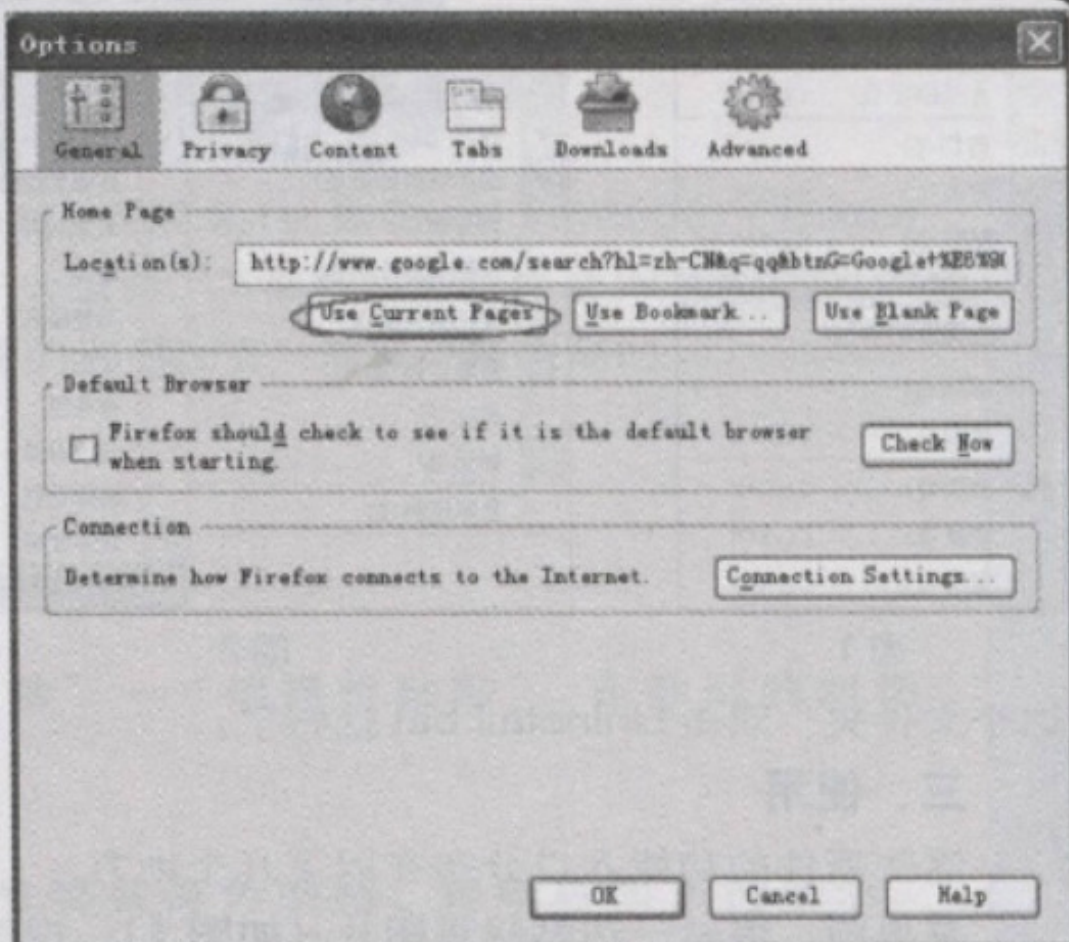 Options
General Privacy Content Tabs Downloads Advanced
Home Page
Location(s): http://www.google.com/search?hl=zh-CN&q=qq&btnG=Google+%E6%90
Use Current Pages Use Bookmark... Use Blank Page
Default Browser
Firefox should check to see if it is the default browser
when starting.
Check Now
Connection
Determine how Firefox connects to the Internet. Connection Settings...
OK Cancel Help